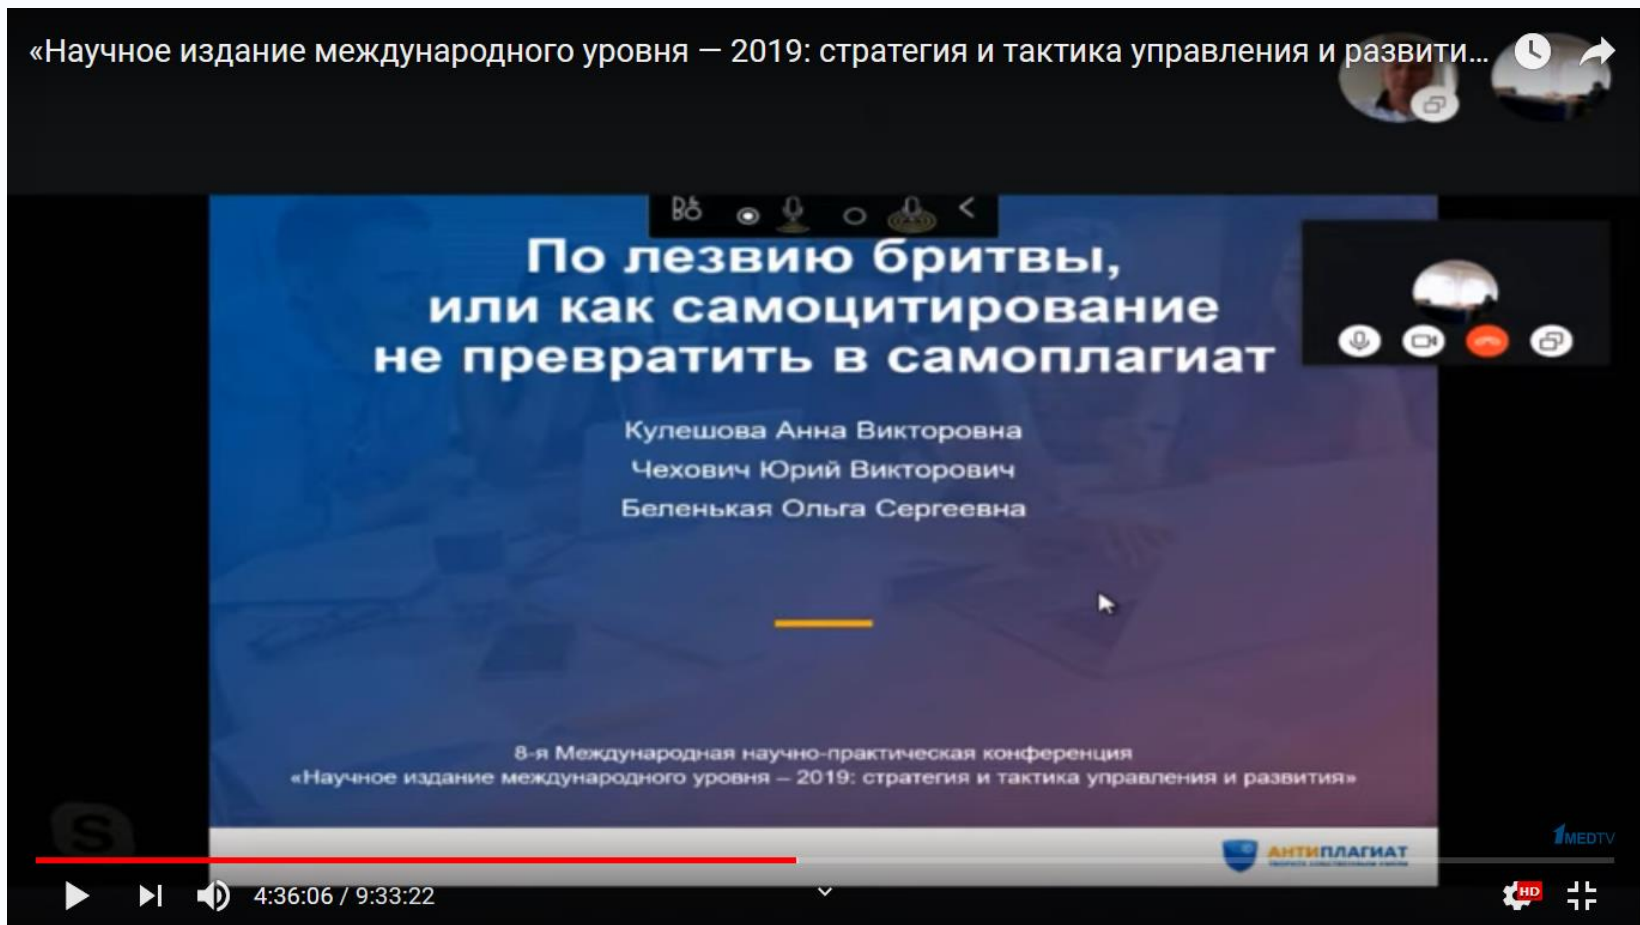 «Научное издание международного уровня — 2019: стратегия и тактика управления и развити...
По лезвию бритвы,
или как самоцитирование
не превратить в самоплагиат
Кулешова Анна Викторовна
Чехович Юрий Викторович
Беленькая Ольга Сергеевна
8-я Международная научно-практическая конференция
«Научное издание международного уровня – 2019: стратегия и тактика управления и развития»
1MEDTV
АНТИПЛАГИАТ
4:36:06 / 9:33:22
HD